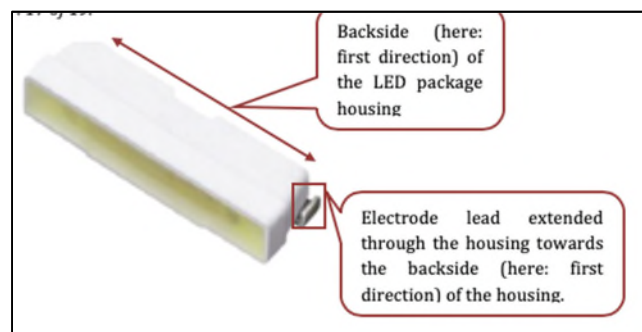 Backside (here:
first direction) of
the LED package
housing
Electrode lead extended
through the housing towards
the backside (here: first
direction) of the housing.